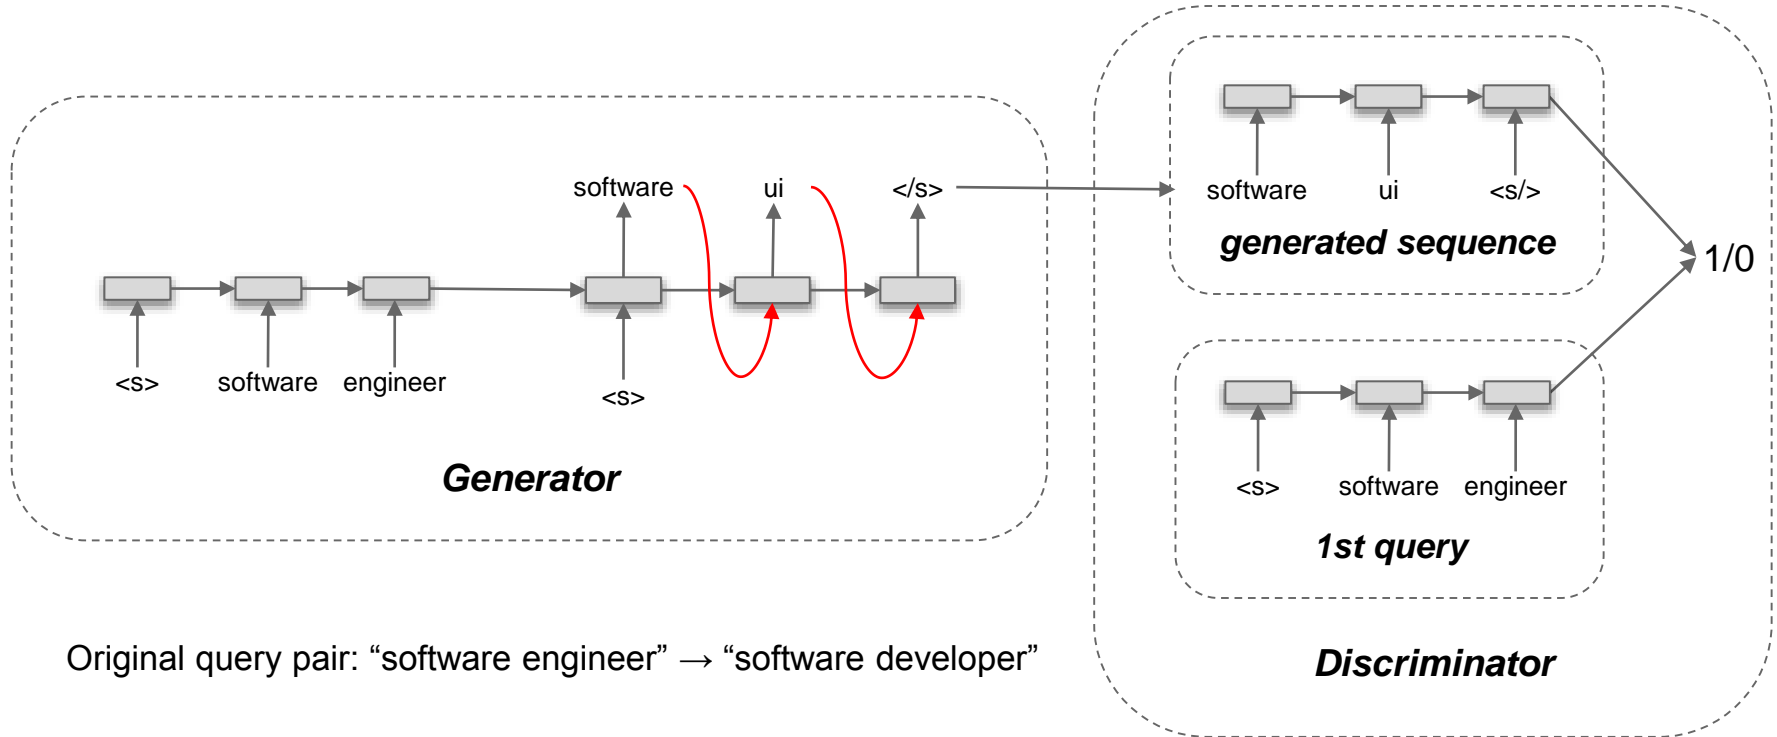 software ui </s>
<s> software engineer
<s>
Generator
Original query pair: “software engineer” → “software developer”
software ui <s/>
generated sequence
1/0
<s> software engineer
1st query
Discriminator